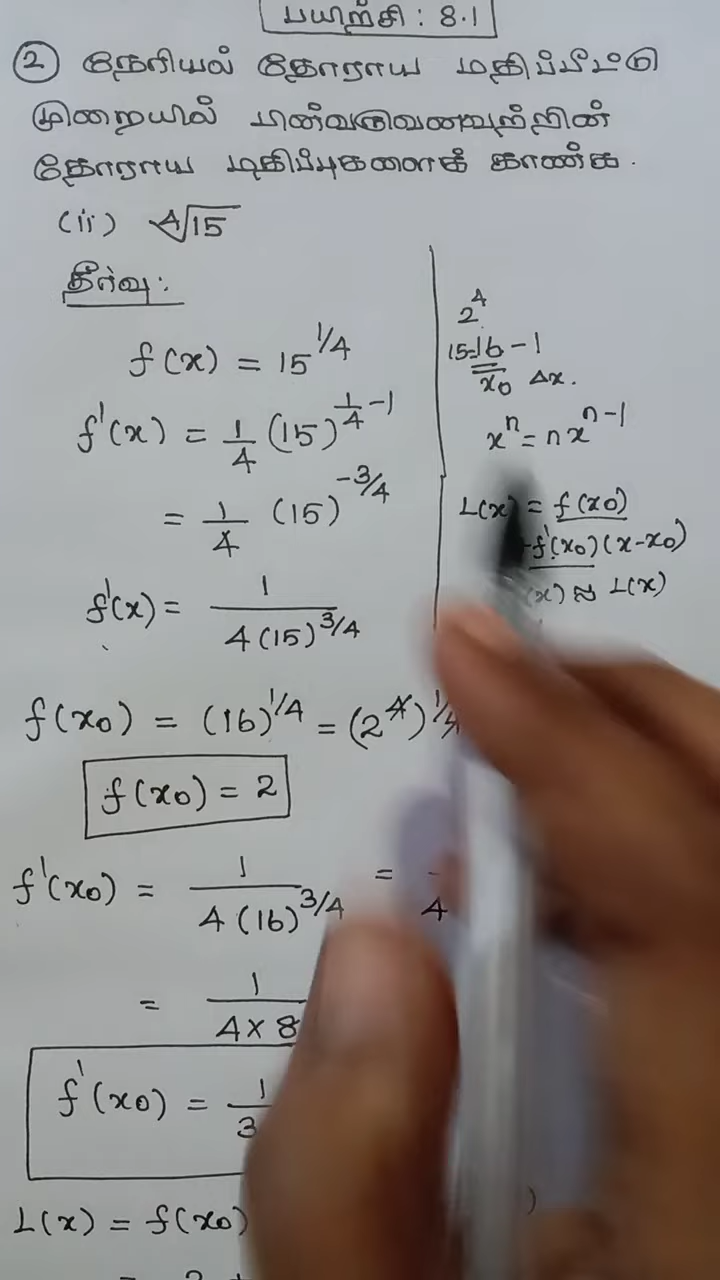 பயிற்சி : 8.1
② நேரியல் தோராய மதிப்பீட்டு
முறையில் பின்வருவனவற்றின்
தோராய மதிப்புகளைக் காண்க.
(ii) ∜15
தீர்வு:
f(x) = 15^1/4
f'(x) = 1/4 (15)^1/4 -1
= 1/4 (15)^-3/4
f'(x) = 1/4(15)^3/4
f(x0) = (16)^1/4 = (2^4)^1/4
f(x0) = 2
f'(x0) = 1/4(16)^3/4 =
= 1/4×8
f'(x0) = 1/3
L(x) = f(x0)
2^4
15=16-1
x0 Δx.
x^n = nx^n-1
L(x) = f(x0)
f'(x0)(x-x0)
(x) ≈ L(x)